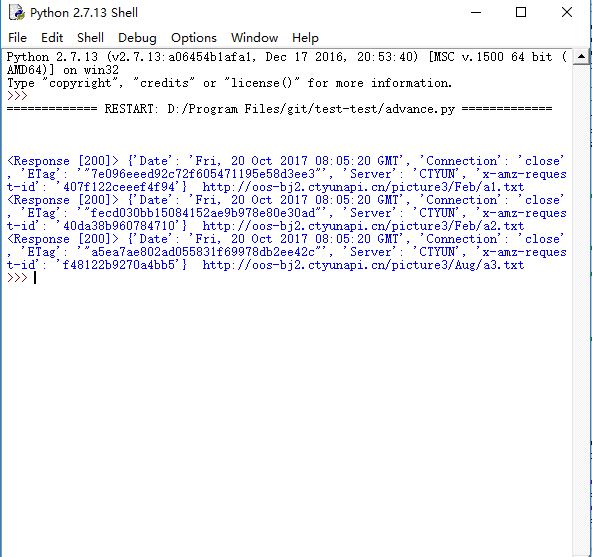 Python 2.7.13 Shell
File Edit Shell Debug Options Window Help
Python 2.7.13 (v2.7.13:a06454b1afa1, Dec 17 2016, 20:53:40) [MSC v.1500 64 bit (
AMD64)] on win32
Type "copyright", "credits" or "license()" for more information.
>>>
============= RESTART: D:/Program Files/git/test-test/advance.py =============
<Response [200]> {'Date': 'Fri, 20 Oct 2017 08:05:20 GMT', 'Connection': 'close'
, 'ETag': '"7e096eeed92c72f605471195e58d3ee3"', 'Server': 'CTYUN', 'x-amz-reques
t-id': '407f122ceeef4f94'}  http://oos-bj2.ctyunapi.cn/picture3/Feb/a1.txt
<Response [200]> {'Date': 'Fri, 20 Oct 2017 08:05:20 GMT', 'Connection': 'close'
, 'ETag': '"fecd030bb15084152ae9b978e80e30ad"', 'Server': 'CTYUN', 'x-amz-reques
t-id': '40da38b960784710'}  http://oos-bj2.ctyunapi.cn/picture3/Feb/a2.txt
<Response [200]> {'Date': 'Fri, 20 Oct 2017 08:05:20 GMT', 'Connection': 'close'
, 'ETag': '"a5ea7ae802ad055831f69978db2ee42c"', 'Server': 'CTYUN', 'x-amz-reques
t-id': 'f48122b9270a4bb5'}  http://oos-bj2.ctyunapi.cn/picture3/Aug/a3.txt
>>>